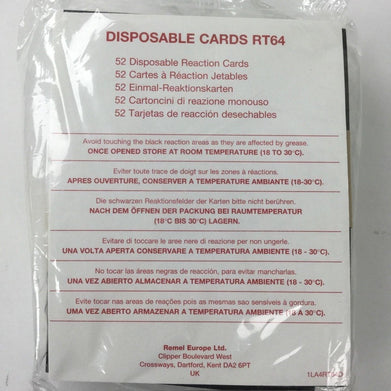 DISPOSABLE CARDS RT64
52 Disposable Reaction Cards
52 Cartes à Réaction Jetables
52 Einmal-Reaktionskarten
52 Cartoncini di reazione monouso
52 Tarjetas de reacción desechables
Avoid touching the black reaction areas as they are affected by grease.
ONCE OPENED STORE AT ROOM TEMPERATURE (18 TO 30°C).
Eviter toute trace de doigt sur les zones à réactions.
APRES OUVERTURE, CONSERVER A TEMPERATURE AMBIANTE (18-30°C).
Die schwarzen Reaktionsfelder der Karten bitte nicht berühren.
NACH DEM ÖFFNEN DER PACKUNG BEI RAUMTEMPERATUR
(18°C BIS 30°C) LAGERN.
Evitare di toccare le aree nere di reazione per non ungerle.
UNA VOLTA APERTA CONSERVARE A TEMPERATURA AMBIENTE (18 - 30°C).
No tocar las áreas negras de reacción, para evitar mancharlas.
UNA VEZ ABIERTO ALMACENAR A TEMPERATURA AMBIENTE (18 - 30°C).
Evite tocar nas areas de reações pois as mesmas sao sensiveis à gordura.
UMA VEZ ABERTO ARMAZENAR A TEMPERATURA AMBIENTE (18 A 30°C).
Remel Europe Ltd.
Clipper Boulevard West
Crossways, Dartford, Kent DA2 6PT
UK